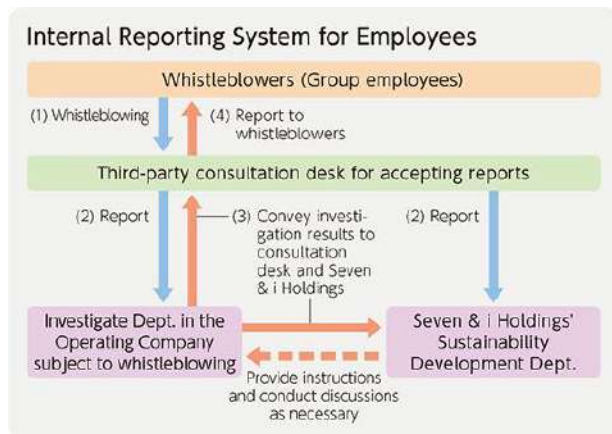 Internal Reporting System for Employees
Whistleblowers (Group employees)
(1) Whistleblowing
(4) Report to
whistleblowers
Third-party consultation desk for accepting reports
(2) Report
(3) Convey investi-
gation results to
consultation
desk and Seven
& i Holdings
(2) Report
Investigate Dept. in the
Operating Company
subject to whistleblowing
Seven & i Holdings'
Sustainability
Development Dept.
Provide instructions
and conduct discussions
as necessary